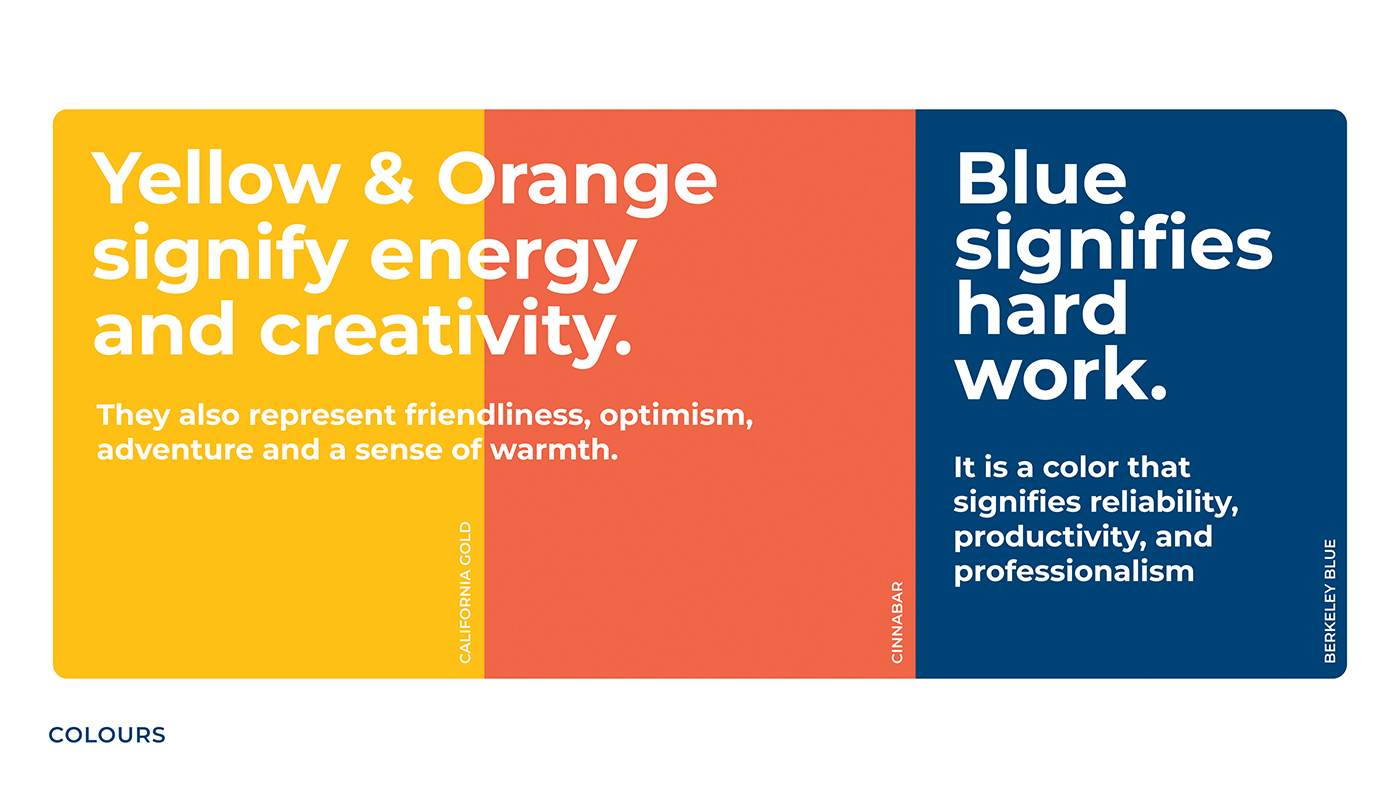 Yellow & Orange
signify energy
and creativity.
They also represent friendliness, optimism,
adventure and a sense of warmth.
CALIFORNIA GOLD
CINNABAR
Blue
signifies
hard
work.
It is a color that
signifies reliability,
productivity, and
professionalism
BERKELEY BLUE
COLOURS